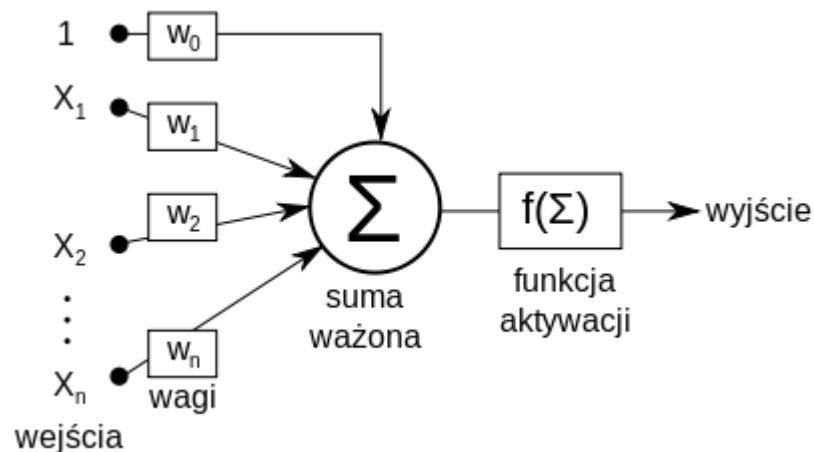 1
w₀
X₁
w₁
X₂
w₂
Xₙ
wₙ
wejścia
wagi
Σ
suma
ważona
f(Σ)
funkcja
aktywacji
wyjście